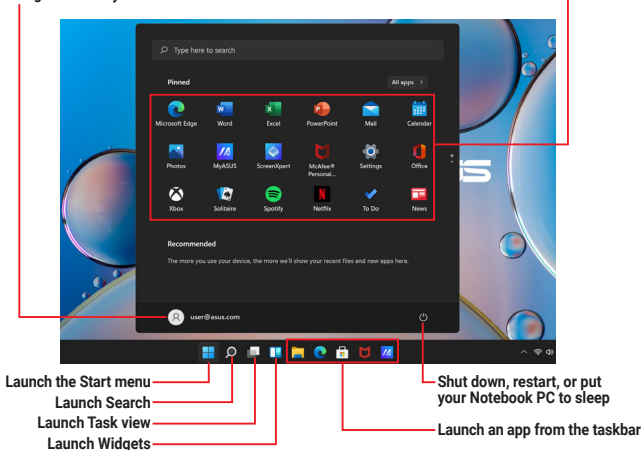 Type here to search
Pinned
All apps >
Microsoft Edge Word Excel PowerPoint Mail Calendar
Photos MyASUS ScreenXpert McAfee® Personal... Settings Office
Xbox Solitaire Spotify Netflix To Do News
Recommended
The more you use your device, the more we'll show your recent files and new apps here.
user@asus.com
Launch the Start menu
Launch Search
Launch Task view
Launch Widgets
Shut down, restart, or put
your Notebook PC to sleep
Launch an app from the taskbar